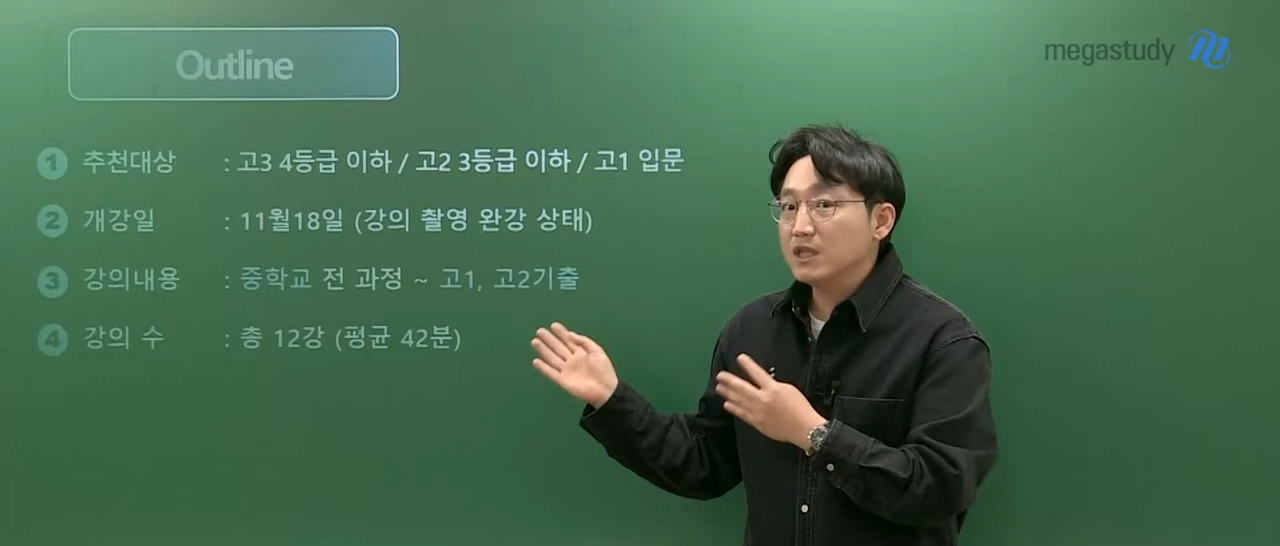 Outline
megastudy
1 추천대상 : 고3 4등급 이하 / 고2 3등급 이하 / 고1 입문
2 개강일 : 11월18일 (강의 촬영 완강 상태)
3 강의내용 : 중학교 전 과정 ~ 고1, 고2기출
4 강의 수 : 총 12강 (평균 42분)